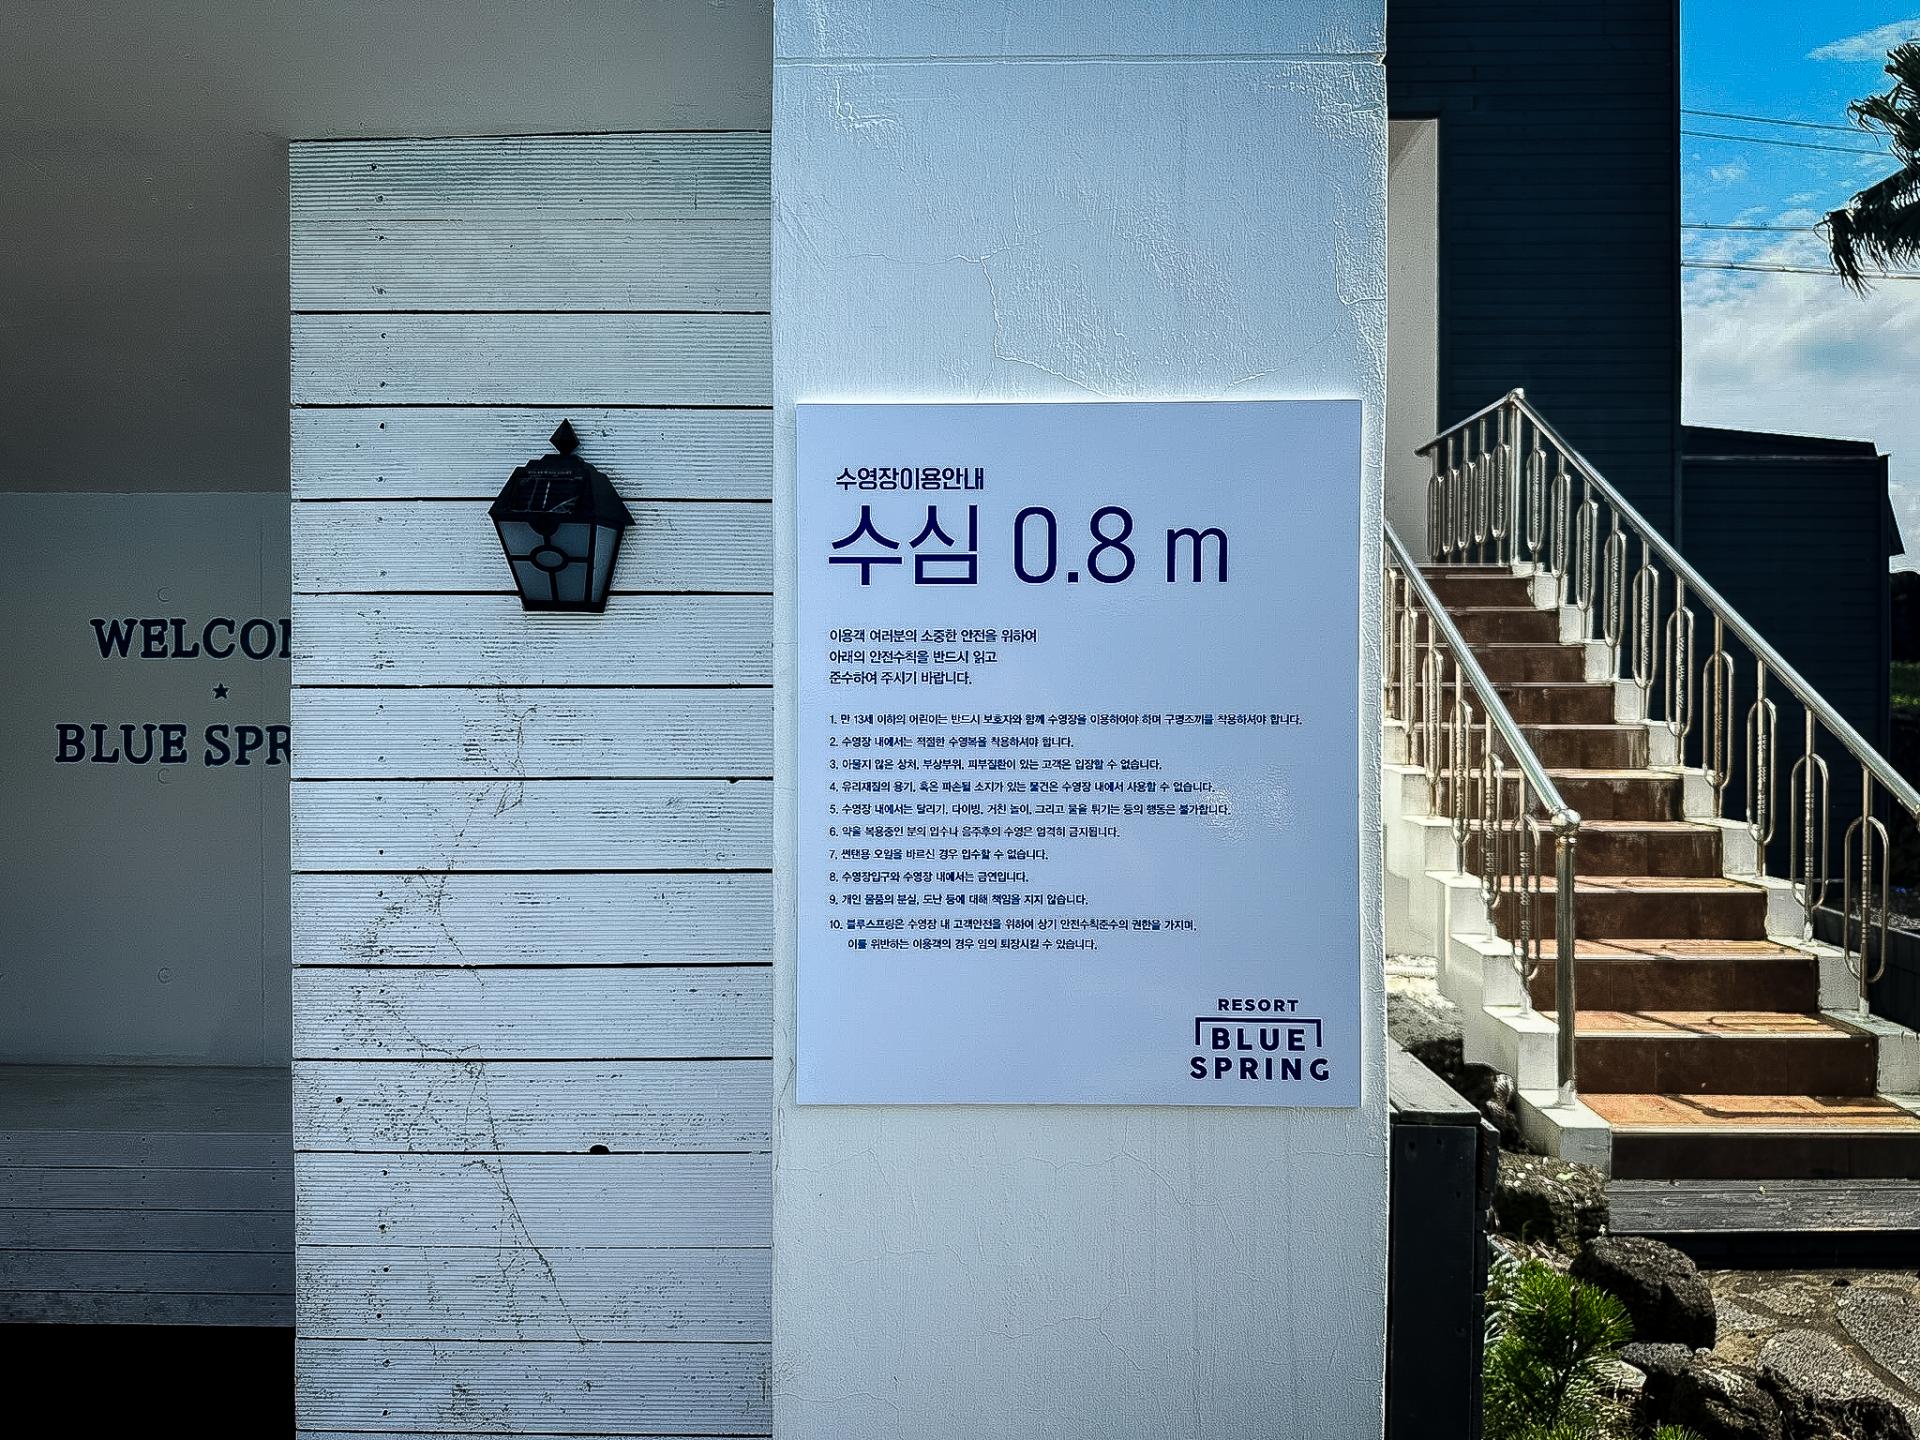 WELCOM
★
BLUE SPR
수영장이용안내
수심 0.8 m
이용객 여러분의 소중한 안전을 위하여
아래의 안전수칙을 반드시 읽고
준수하여 주시기 바랍니다.
1. 만 13세 이하의 어린이는 반드시 보호자와 함께 수영장을 이용하여야 하며 구명조끼를 착용하셔야 합니다.
2. 수영장 내에서는 적절한 수영복을 착용하셔야 합니다.
3. 아물지 않은 상처, 부상부위, 피부질환이 있는 고객은 입장할 수 없습니다.
4. 유리재질의 용기, 혹은 파손될 소지가 있는 물건은 수영장 내에서 사용할 수 없습니다.
5. 수영장 내에서는 달리기, 다이빙, 거친 놀이, 그리고 물을 튀기는 등의 행동은 불가합니다.
6. 약을 복용중인 분의 입수나 음주후의 수영은 엄격히 금지됩니다.
7. 썬탠용 오일을 바르신 경우 입수할 수 없습니다.
8. 수영장입구와 수영장 내에서는 금연입니다.
9. 개인 물품의 분실, 도난 등에 대해 책임을 지지 않습니다.
10. 블루스프링은 수영장 내 고객안전을 위하여 상기 안전수칙준수의 권한을 가지며,
이를 위반하는 이용객의 경우 임의 퇴장시킬 수 있습니다.
RESORT
BLUE
SPRING